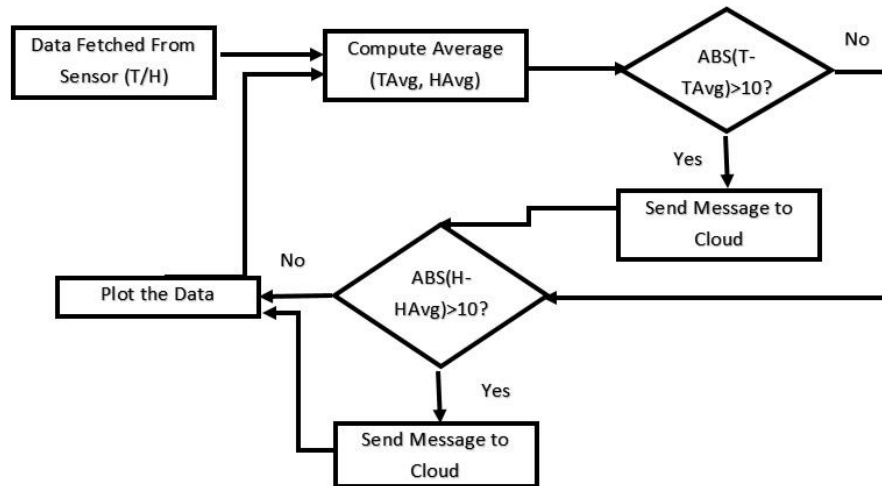 Data Fetched From
Sensor (T/H)
Compute Average
(TAvg, HAvg)
ABS(T-
TAvg)>10?
No
Yes
Send Message to
Cloud
ABS(H-
HAvg)>10?
No
Plot the Data
Yes
Send Message to
Cloud